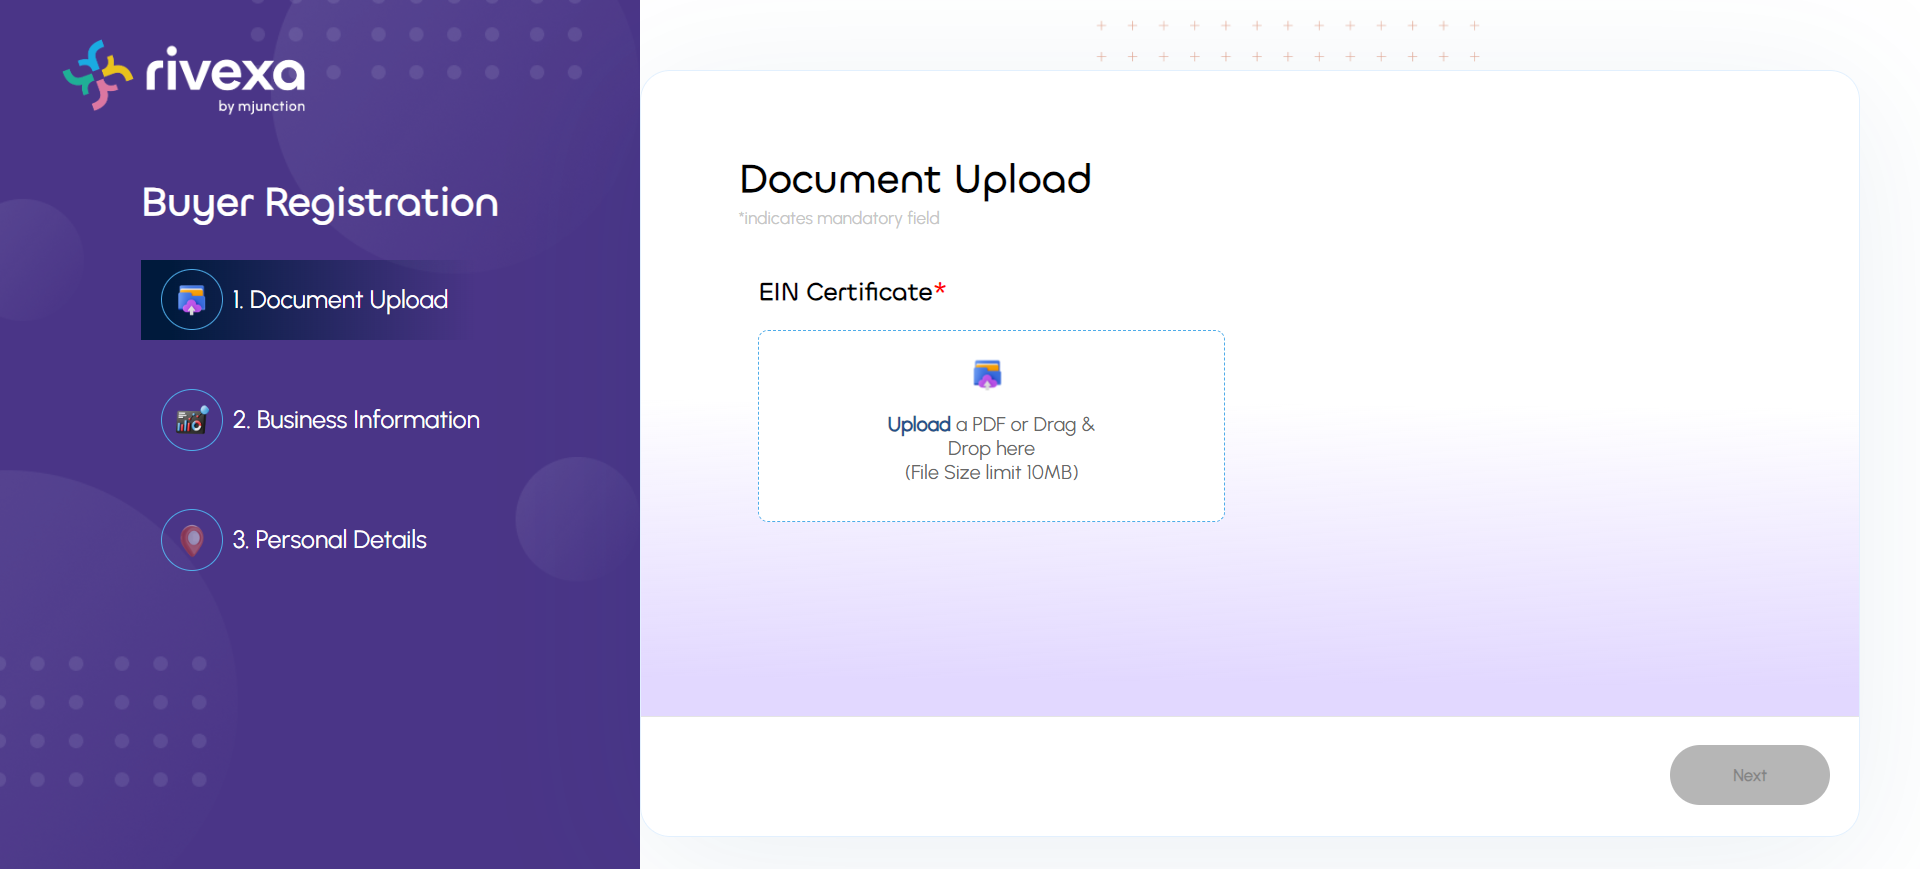 rivexa
by mjunction
Buyer Registration
1. Document Upload
2. Business Information
3. Personal Details
Document Upload
*indicates mandatory field
EIN Certificate*
Upload a PDF or Drag &
Drop here
(File Size limit 10MB)
Next